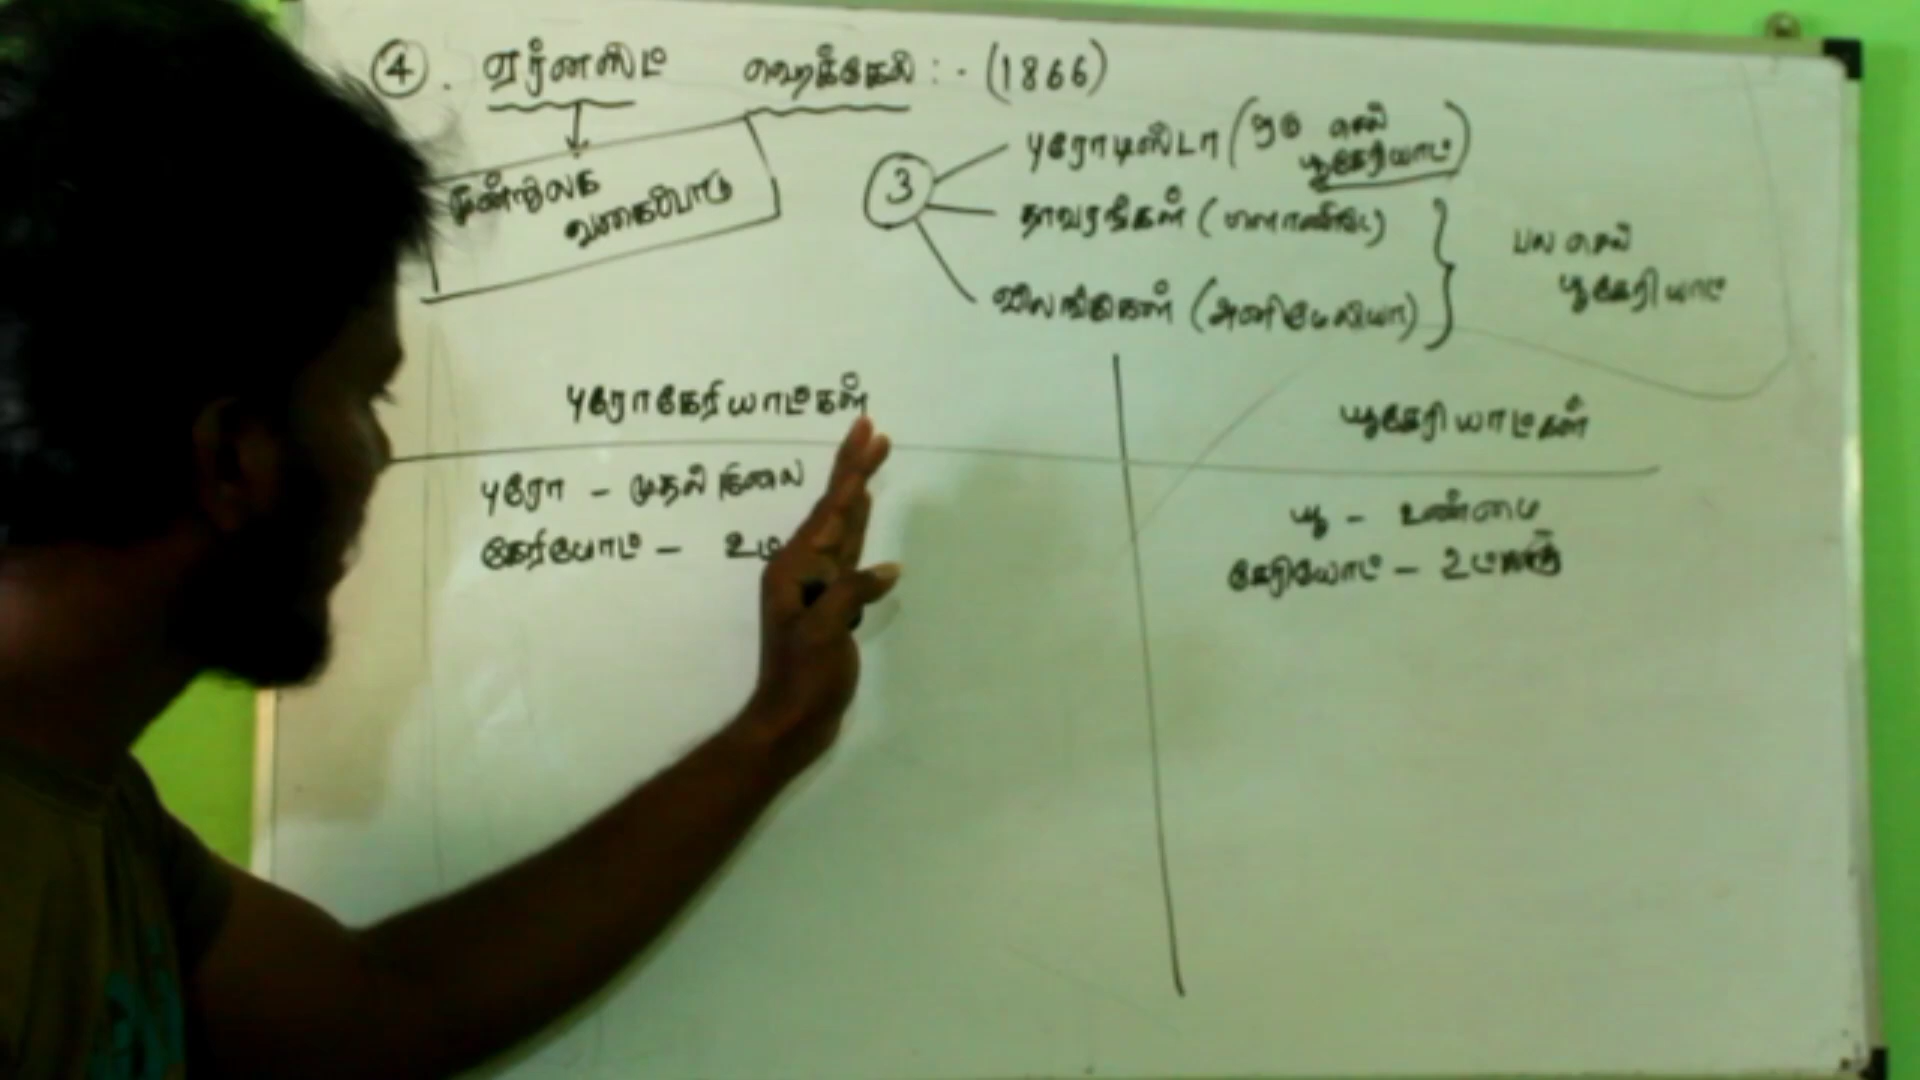 ④. ஏர்னஸ்ட் ஹைக்கேல் :- (1866)
மூன்றுலக
வகைப்பாடு
③
புரோடிஸ்டா (ஒரு செல்
யூகேரியாட்)
தாவரங்கள் (பிளாண்டே)
விலங்குகள் (அனிமேலியா)
பல செல்
யூகேரியாட்
புரோகேரியாட்கள்
யூகேரியாட்கள்
புரோ - முதல் நிலை
கேரியோட் -
யூ - உண்மை
கேரியோட் - உட்கரு